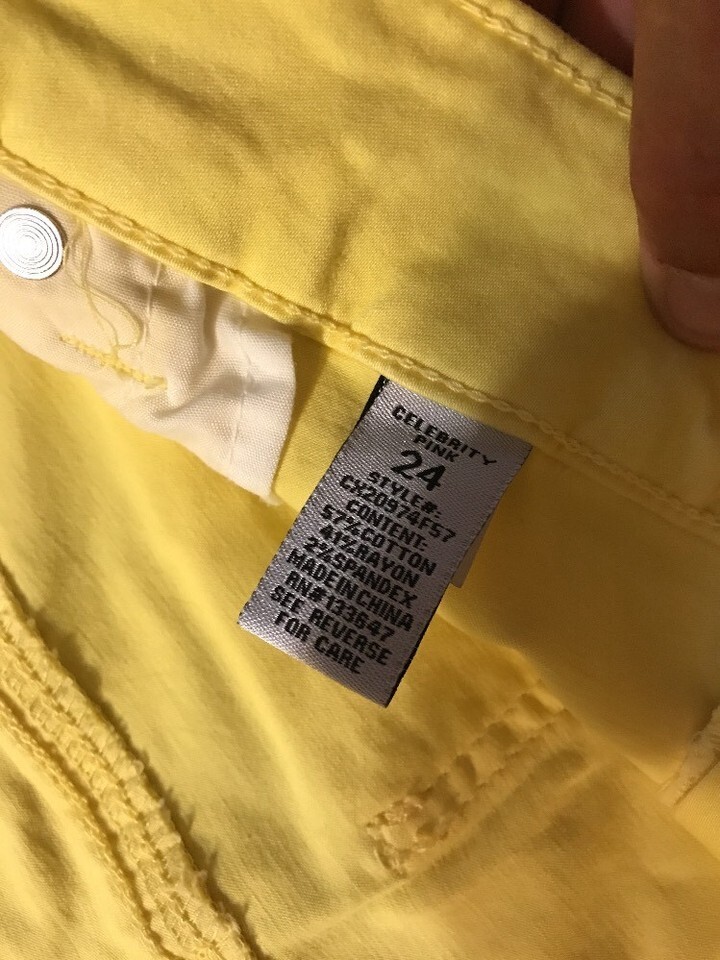 CELEBRITY
PINK
24
STYLE#:
CH20974F57
CONTENT:
57%COTTON
41%RAYON
2%SPANDEX
MADE IN CHINA
RN#133647
SEE REVERSE
FOR CARE